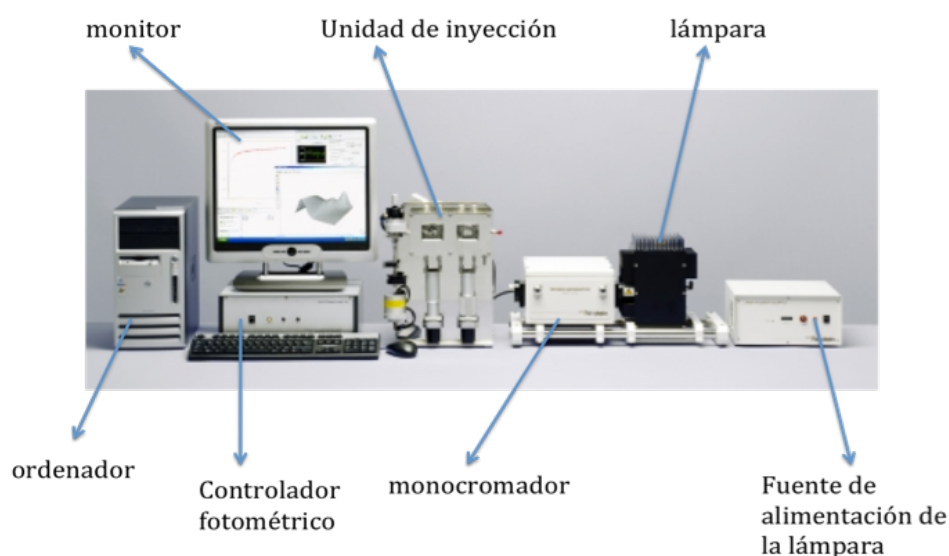 monitor
Unidad de inyección
lámpara
ordenador
Controlador
fotométrico
monocromador
Fuente de
alimentación de
la lámpara